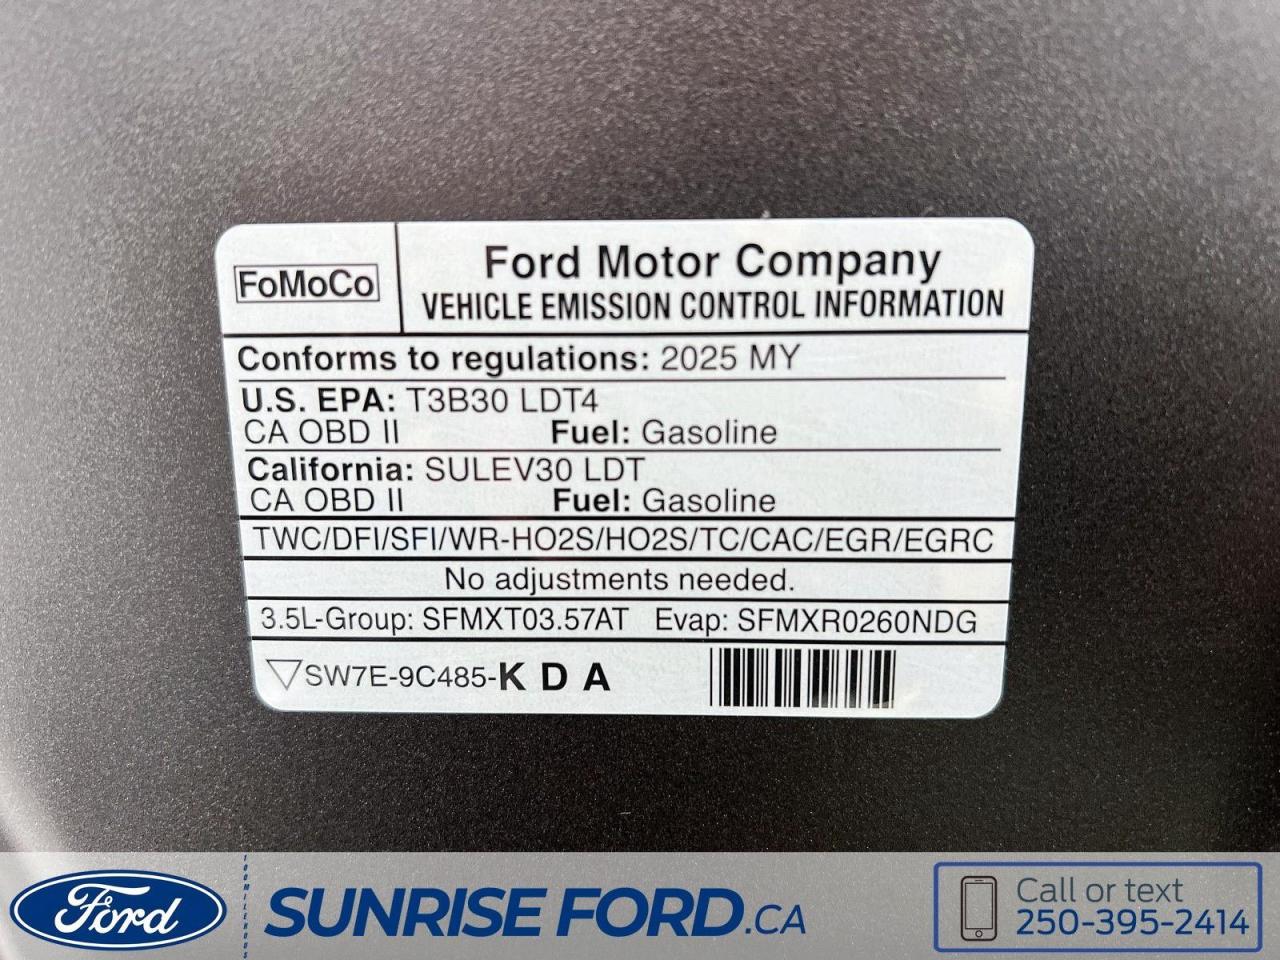 FoMoCo
Ford Motor Company
VEHICLE EMISSION CONTROL INFORMATION
Conforms to regulations: 2025 MY
U.S. EPA: T3B30 LDT4
CA OBD II Fuel: Gasoline
California: SULEV30 LDT
CA OBD II Fuel: Gasoline
TWC/DFI/SFI/WR-HO2S/HO2S/TC/CAC/EGR/EGRC
No adjustments needed.
3.5L-Group: SFMXT03.57AT Evap: SFMXR0260NDG
SW7E-9C485-K D A
Ford
SUNRISE FORD.CA
Call or text
250-395-2414